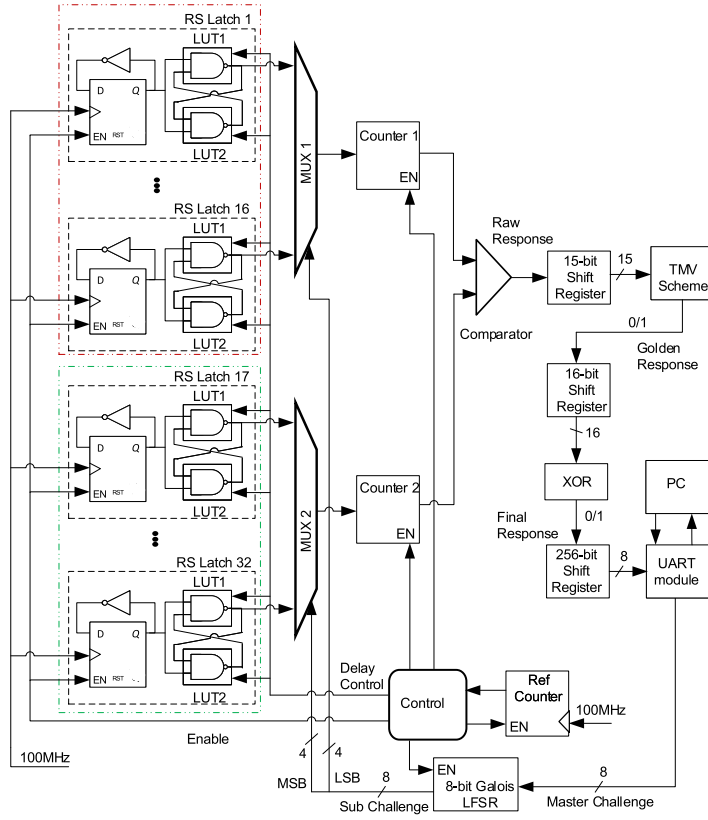 RS Latch 1
LUT1
D
Q
EN
RST
LUT2
RS Latch 16
LUT1
D
Q
EN
RST
LUT2
RS Latch 17
LUT1
D
Q
EN
RST
LUT2
RS Latch 32
LUT1
D
Q
EN
RST
LUT2
MUX 1
MUX 2
Counter 1
EN
Counter 2
EN
Raw
Response
Comparator
15-bit
Shift
Register
15
TMV
Scheme
0/1
Golden
Response
16-bit
Shift
Register
16
XOR
0/1
Final
Response
256-bit
Shift
Register
8
PC
UART
module
Delay
Control
Control
Ref
Counter
EN
100MHz
Enable
100MHz
4
4
MSB
LSB
8
Sub Challenge
EN
8-bit Galois
LFSR
8
Master Challenge